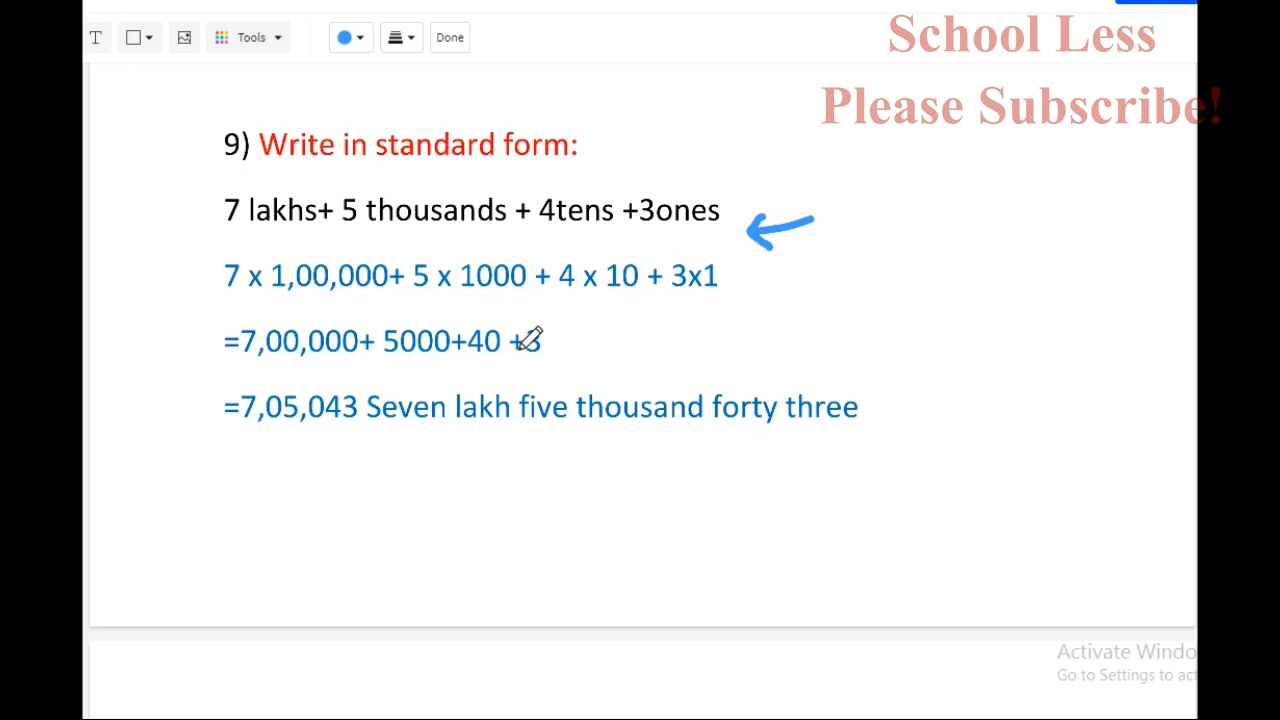 T
Tools
Done
School Less
Please Subscribe!
9) Write in standard form:
7 lakhs+ 5 thousands + 4tens +3ones
7 x 1,00,000+ 5 x 1000 + 4 x 10 + 3x1
=7,00,000+ 5000+40 +3
=7,05,043 Seven lakh five thousand forty three
Activate Windo
Go to Settings to act